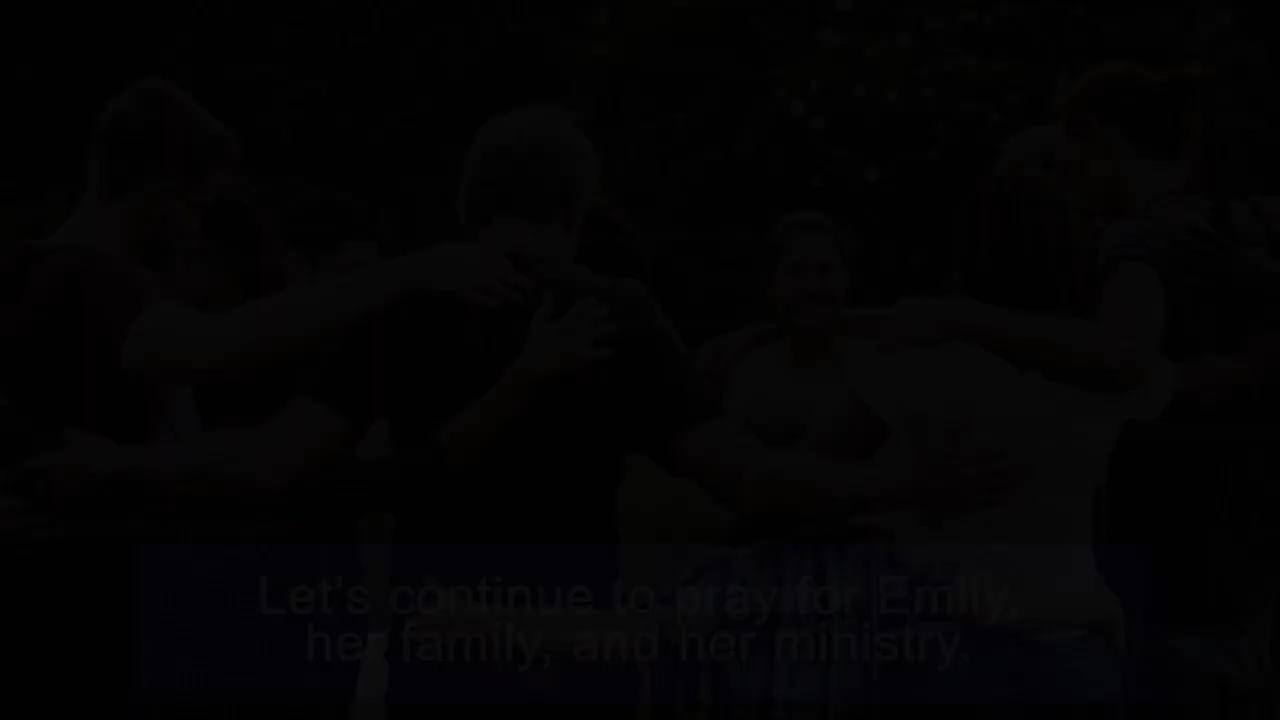 Let's continue to pray for Emily,
her family, and her ministry.